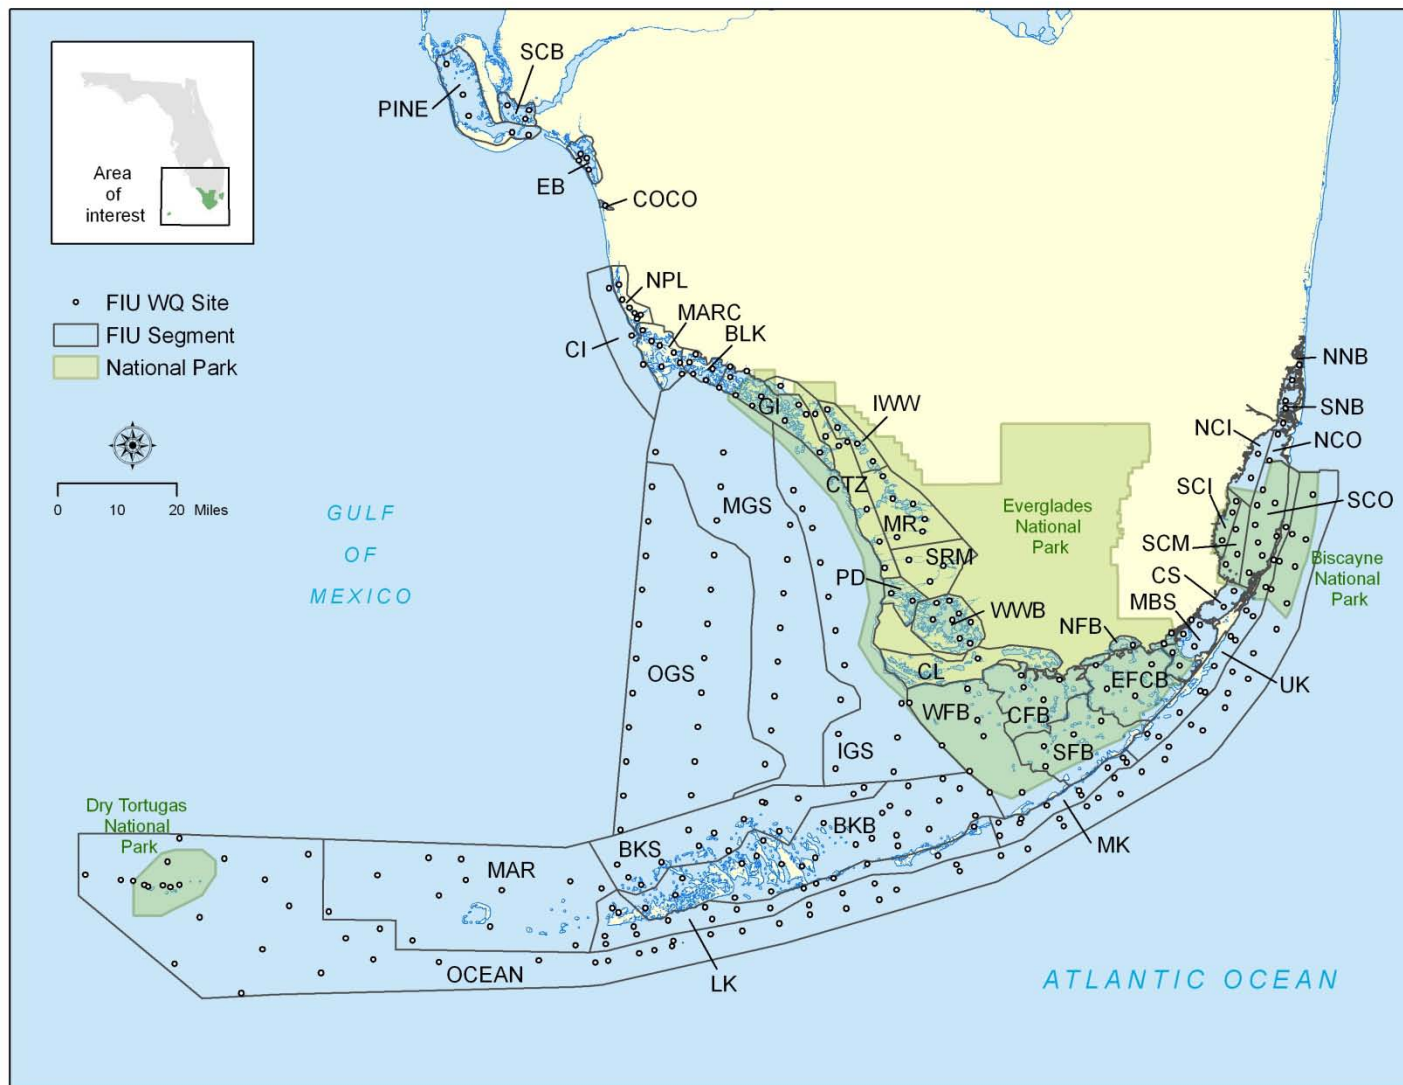 SCB
PINE
Area
of
interest
EB
COCO
FIU WQ Site
FIU Segment
National Park
NPL
MARC
BLK
CI
GI
IWW
NNB
SNB
NCI
NCO
SCI
SCO
SCM
CS
MBS
Biscayne
National
Park
0 10 20 Miles
GULF
OF
MEXICO
MGS
CTZ
MR
Everglades
National
Park
SRM
PD
WWB
NFB
OGS
CL
EFCB
UK
WFB
CFB
IGS
SFB
Dry Tortugas
National
Park
BKB
MK
BKS
MAR
OCEAN
LK
ATLANTIC OCEAN